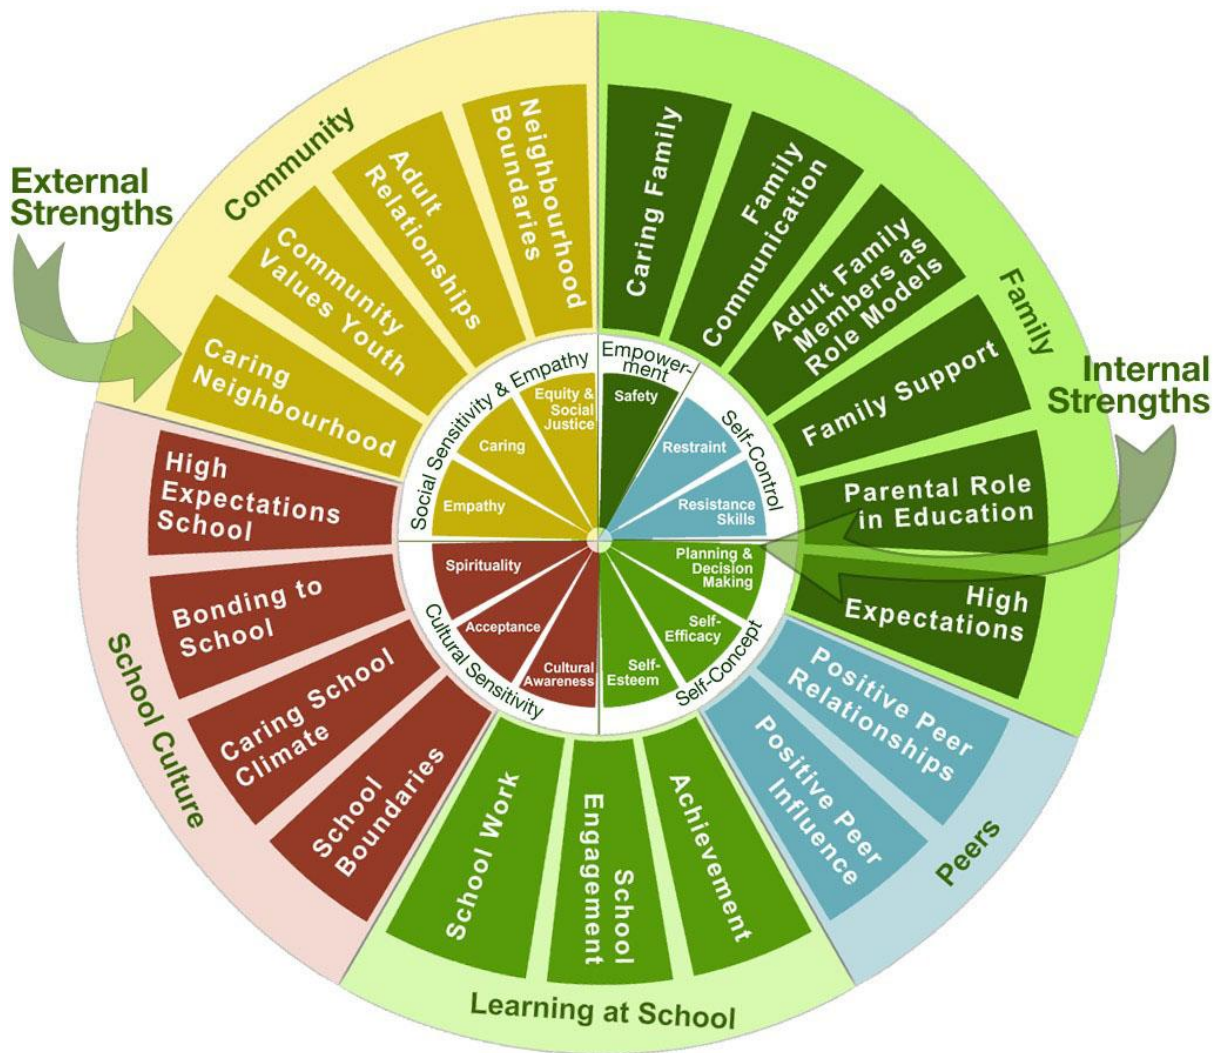 External
Strengths
Internal
Strengths
Community
Caring
Neighbourhood
Community
Values Youth
Adult
Relationships
Neighbourhood
Boundaries
Family
Caring Family
Family
Communication
Adult Family
Members as
Role Models
Family Support
Parental Role
in Education
High
Expectations
Peers
Positive Peer
Relationships
Positive Peer
Influence
Learning at School
Achievement
School
Engagement
School Work
School Culture
School
Boundaries
Caring School
Climate
Bonding to
School
High
Expectations
School
Social Sensitivity & Empathy
Empathy
Caring
Equity &
Social
Justice
Empower-
ment
Safety
Self-Control
Restraint
Resistance
Skills
Self-Concept
Planning &
Decision
Making
Self-
Efficacy
Self-
Esteem
Cultural Sensitivity
Cultural
Awareness
Acceptance
Spirituality